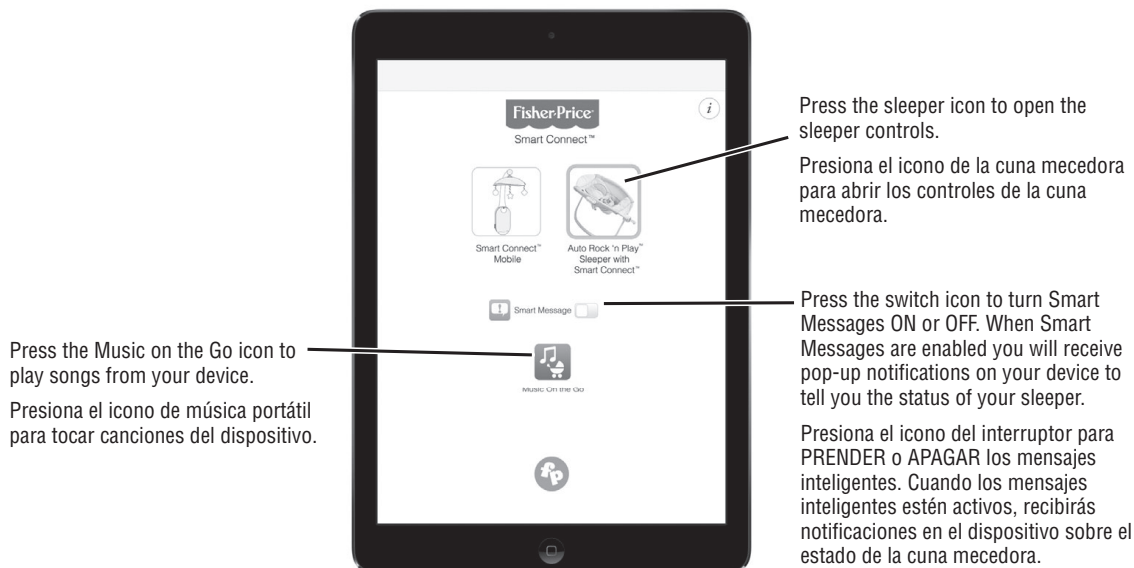 Fisher-Price
Smart Connect™
i
Smart Connect™
Mobile
Auto Rock 'n Play™
Sleeper with
Smart Connect™
Smart Message
Music On the Go
fp
Press the sleeper icon to open the
sleeper controls.
Presiona el icono de la cuna mecedora
para abrir los controles de la cuna
mecedora.
Press the switch icon to turn Smart
Messages ON or OFF. When Smart
Messages are enabled you will receive
pop-up notifications on your device to
tell you the status of your sleeper.
Presiona el icono del interruptor para
PRENDER o APAGAR los mensajes
inteligentes. Cuando los mensajes
inteligentes estén activos, recibirás
notificaciones en el dispositivo sobre el
estado de la cuna mecedora.
Press the Music on the Go icon to
play songs from your device.
Presiona el icono de música portátil
para tocar canciones del dispositivo.